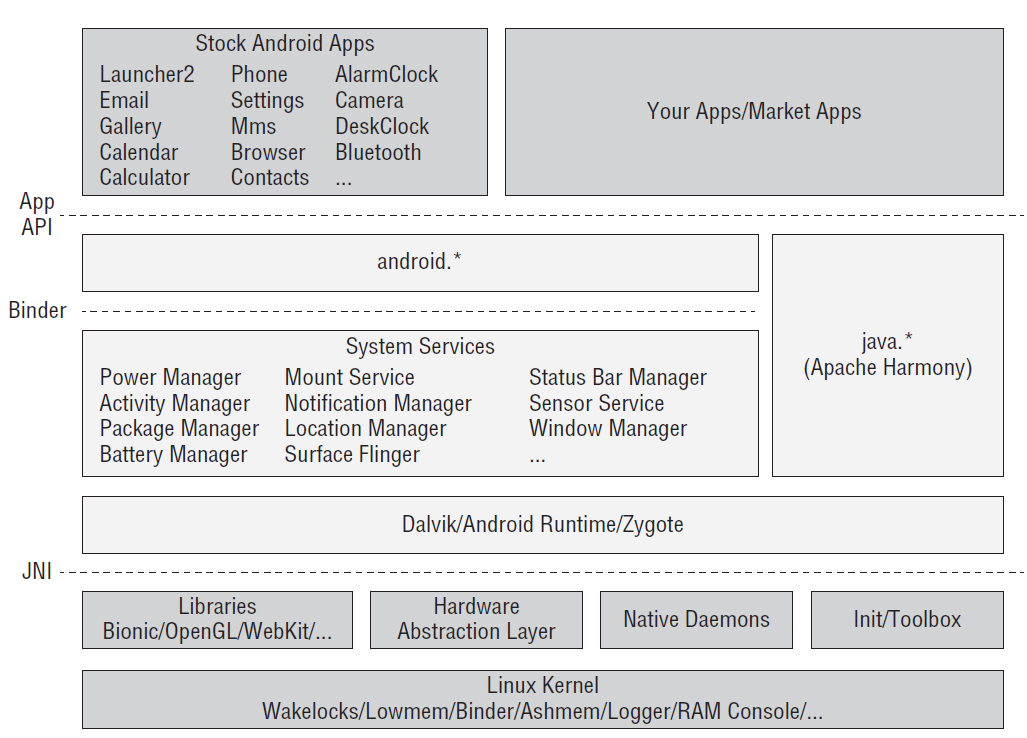 Stock Android Apps
Launcher2 Phone AlarmClock
Email Settings Camera
Gallery Mms DeskClock
Calendar Browser Bluetooth
Calculator Contacts ...
Your Apps/Market Apps
App
API
android.*
Binder
System Services
Power Manager Mount Service Status Bar Manager
Activity Manager Notification Manager Sensor Service
Package Manager Location Manager Window Manager
Battery Manager Surface Flinger ...
java.*
(Apache Harmony)
Dalvik/Android Runtime/Zygote
JNI
Libraries
Bionic/OpenGL/WebKit/...
Hardware
Abstraction Layer
Native Daemons
Init/Toolbox
Linux Kernel
Wakelocks/Lowmem/Binder/Ashmem/Logger/RAM Console/...